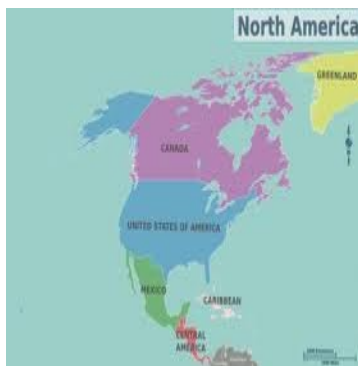 North America
GREENLAND
CANADA
UNITED STATES OF AMERICA
MEXICO
CARIBBEAN
CENTRAL
AMERICA